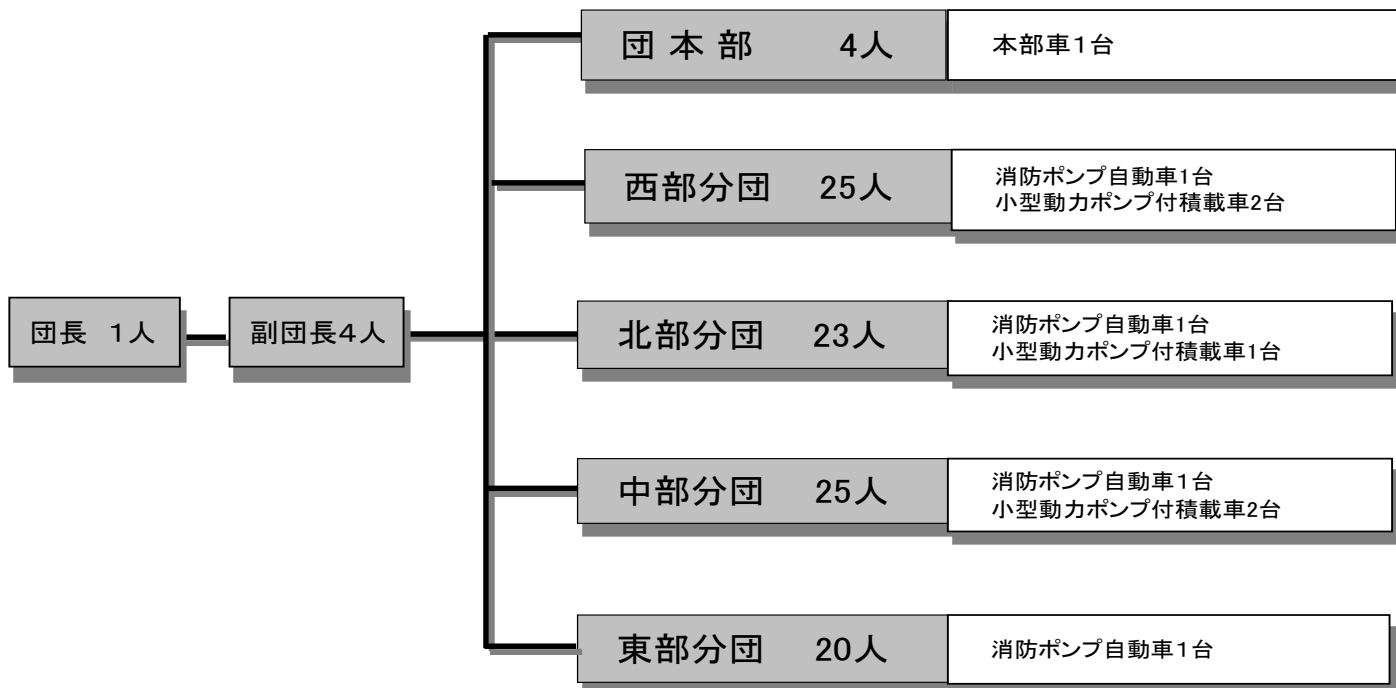 団本部 4人
本部車1台
西部分団 25人
消防ポンプ自動車1台
小型動力ポンプ付積載車2台
団長 1人
副団長4人
北部分団 23人
消防ポンプ自動車1台
小型動力ポンプ付積載車1台
中部分団 25人
消防ポンプ自動車1台
小型動力ポンプ付積載車2台
東部分団 20人
消防ポンプ自動車1台